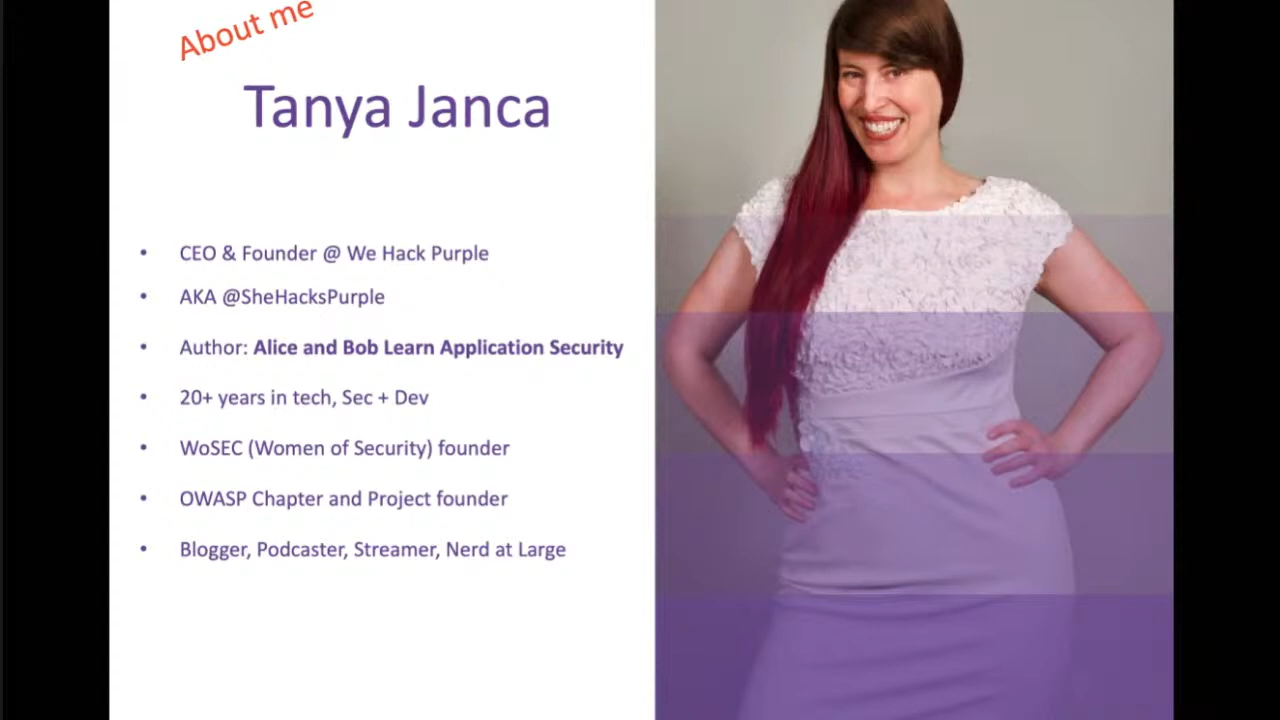 About me
Tanya Janca
• CEO & Founder @ We Hack Purple
• AKA @SheHacksPurple
• Author: Alice and Bob Learn Application Security
• 20+ years in tech, Sec + Dev
• WoSEC (Women of Security) founder
• OWASP Chapter and Project founder
• Blogger, Podcaster, Streamer, Nerd at Large